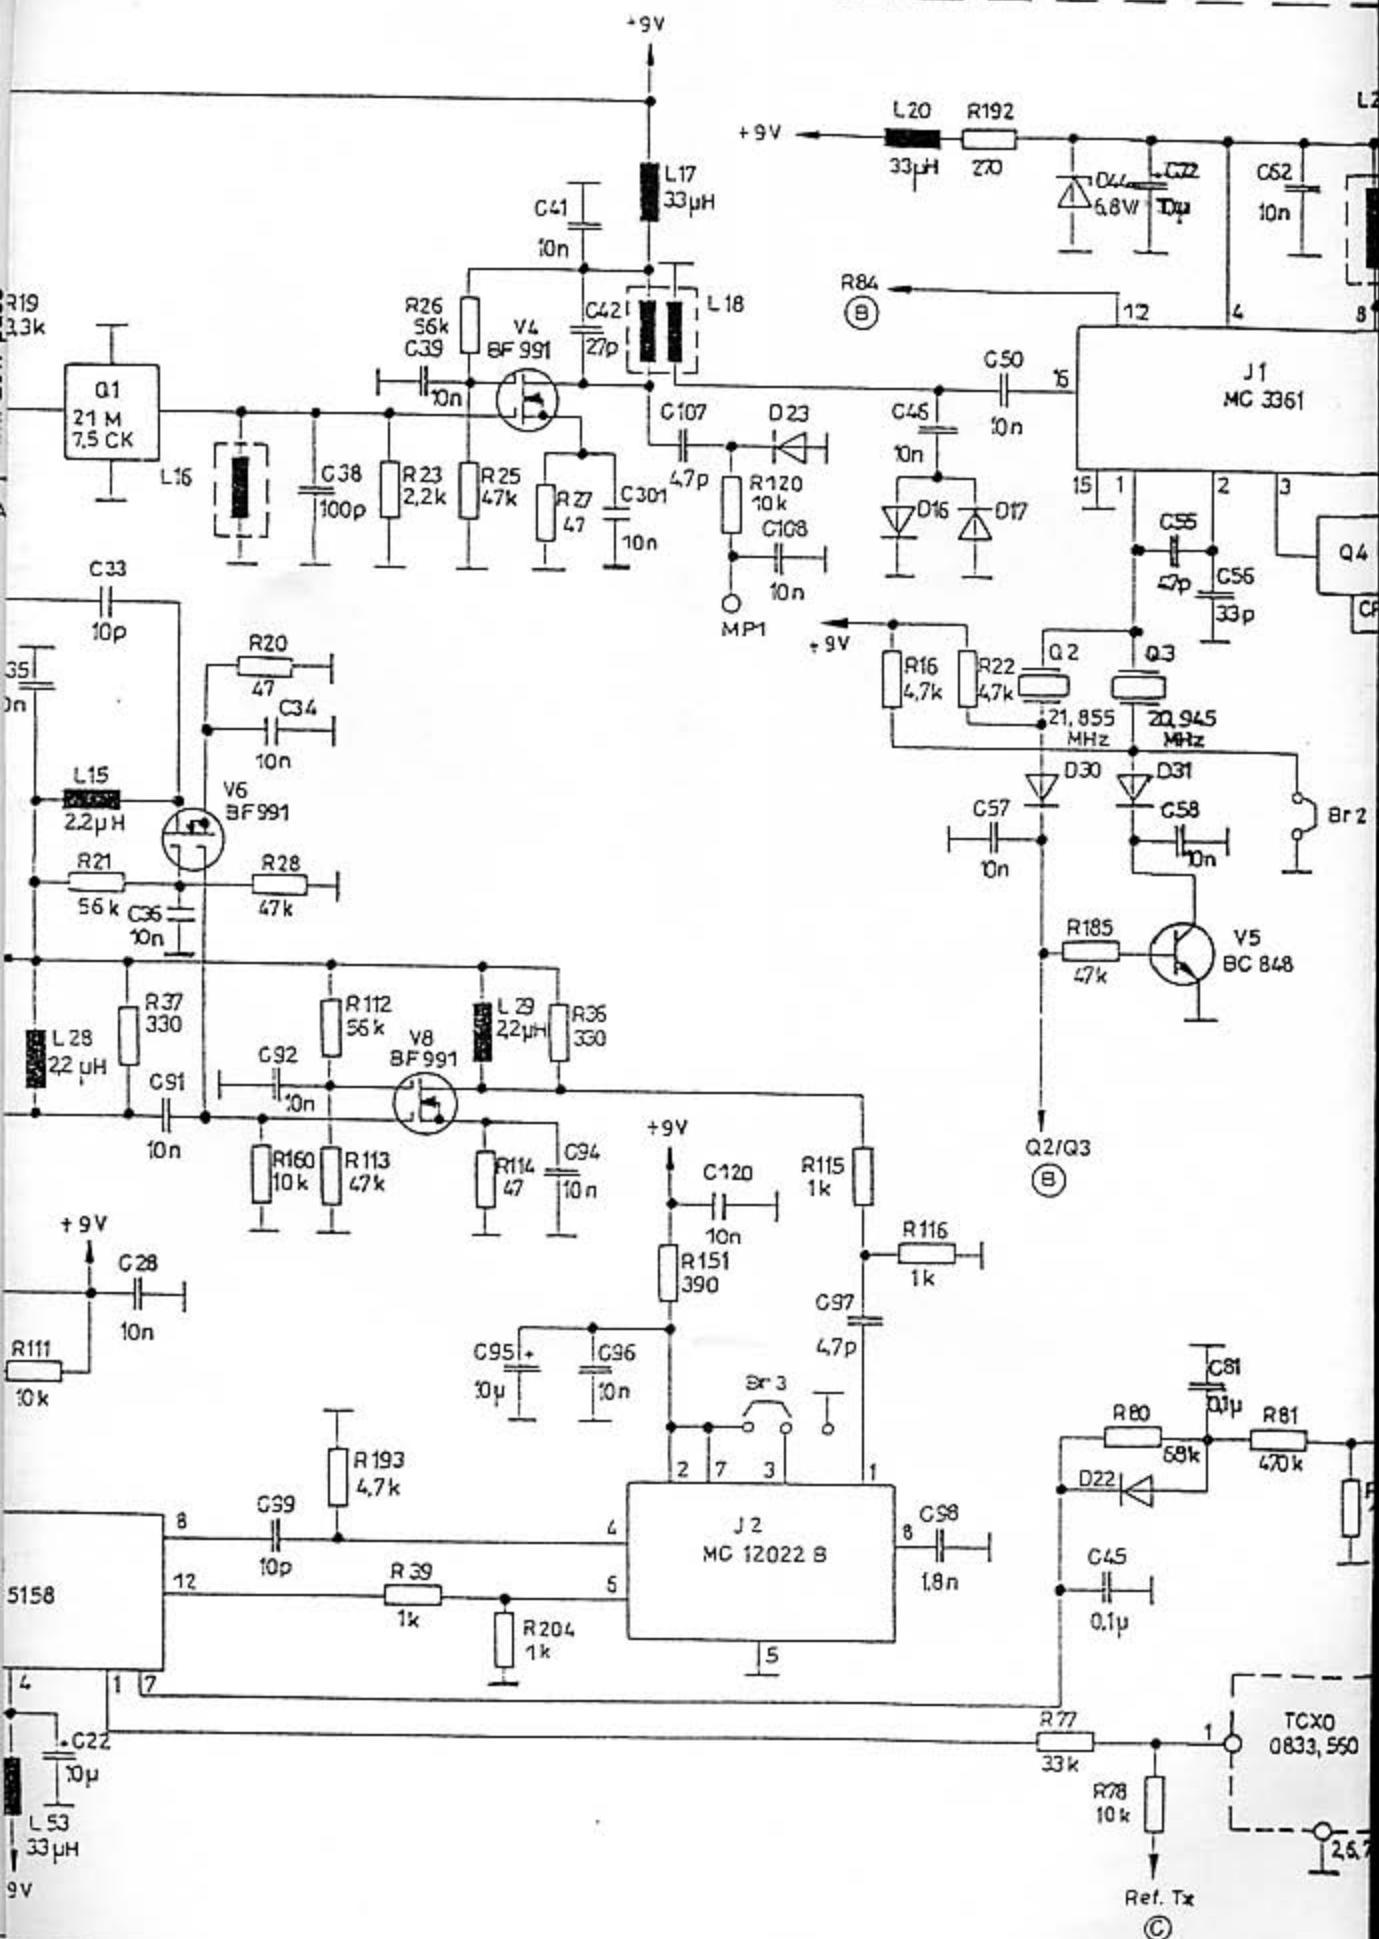 +9V
L20
R192
+9V
33µH
270
L17
33µH
C41
10n
D44
6,8V
C72
C62
10n
R19
3,3k
R84
B
12
4
8
R26
56k
V4
BF991
C42
27p
L18
C39
10n
Q1
21 M
7,5 CK
C50
10n
16
J1
MC 3361
C107
4,7p
D23
C46
10n
L16
C38
100p
R23
2,2k
R25
47k
R27
47
C301
10n
R120
10k
C108
10n
D16
D17
15
1
2
3
C55
47p
Q4
C33
10p
MP1
+9V
C56
33p
R20
47
R16
4,7k
R22
4,7k
Q2
Q3
35
C34
10n
21,855
MHz
20,945
MHz
L15
2,2µH
V6
BF991
D30
D31
C57
10n
C58
10n
Br 2
R21
56k
R28
47k
C36
10n
R185
47k
V5
BC 848
R37
330
R112
56k
L29
2,2µH
R36
330
L28
2,2 µH
V8
BF991
C92
10n
C91
10n
R160
10k
R113
47k
R114
47
C94
10n
+9V
C120
10n
R115
1k
Q2/Q3
B
+9V
R116
1k
C28
10n
R151
390
C97
4,7p
R111
10k
C95
+
10µ
C96
10n
Br 3
C81
0,1µ
R80
68k
R81
470k
R193
4,7k
2
7
3
1
D22
8
C99
10p
4
J2
MC 12022 B
8
C98
1,8n
C45
0,1µ
5158
12
R39
1k
5
R204
1k
5
4
1
7
C22
10µ
R77
33k
1
TCXO
0833,550
R78
10k
L53
33µH
2,6,7
9V
Ref. Tx
C